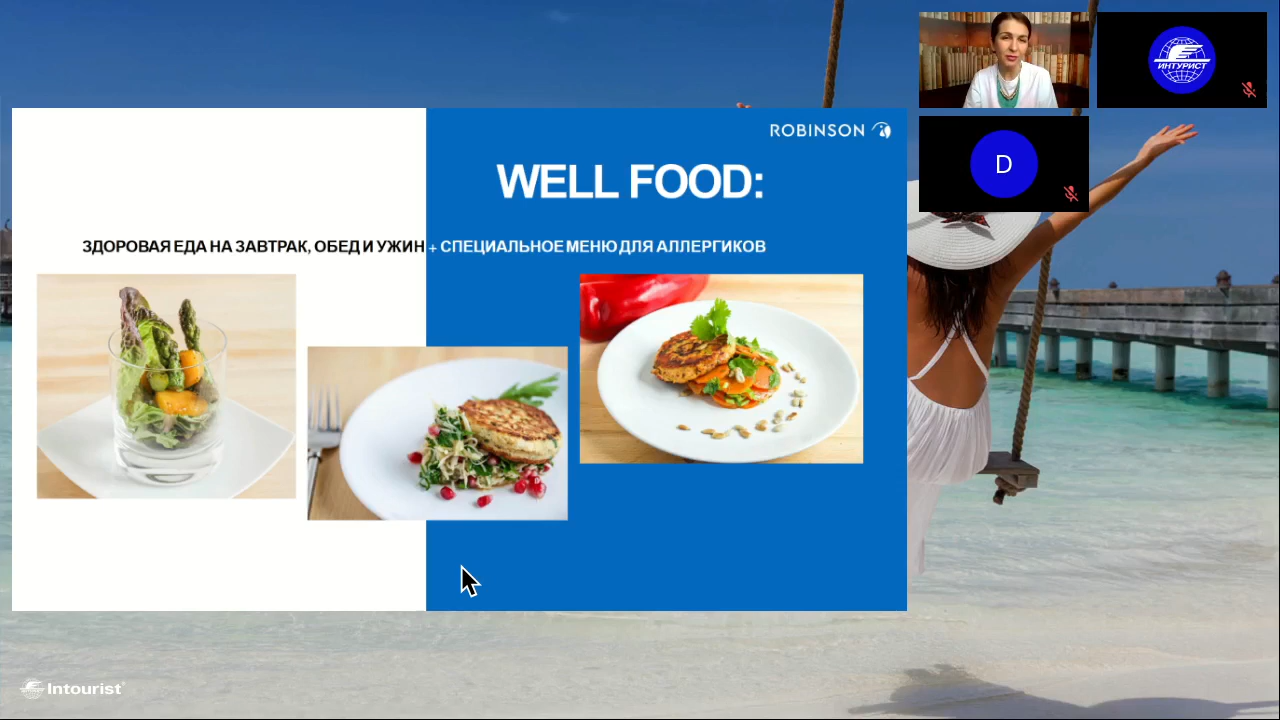 ROBINSON
WELL FOOD:
ЗДОРОВАЯ ЕДА НА ЗАВТРАК, ОБЕД И УЖИН + СПЕЦИАЛЬНОЕ МЕНЮ ДЛЯ АЛЛЕРГИКОВ
ИНТУРИСТ
D
Intourist